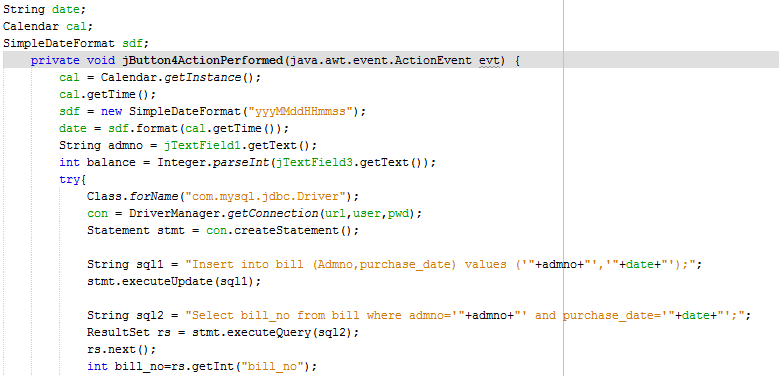 String date;
Calendar cal;
SimpleDateFormat sdf;
private void jButton4ActionPerformed(java.awt.event.ActionEvent evt) {
cal = Calendar.getInstance();
cal.getTime();
sdf = new SimpleDateFormat("yyyMMddHHmmss");
date = sdf.format(cal.getTime());
String admno = jTextField1.getText();
int balance = Integer.parseInt(jTextField3.getText());
try{
Class.forName("com.mysql.jdbc.Driver");
con = DriverManager.getConnection(url,user,pwd);
Statement stmt = con.createStatement();
String sql1 = "Insert into bill (Admno,purchase_date) values ('"+admno+"','"+date+"');";
stmt.executeUpdate(sql1);
String sql2 = "Select bill_no from bill where admno='"+admno+"' and purchase_date='"+date+"';";
ResultSet rs = stmt.executeQuery(sql2);
rs.next();
int bill_no=rs.getInt("bill_no");